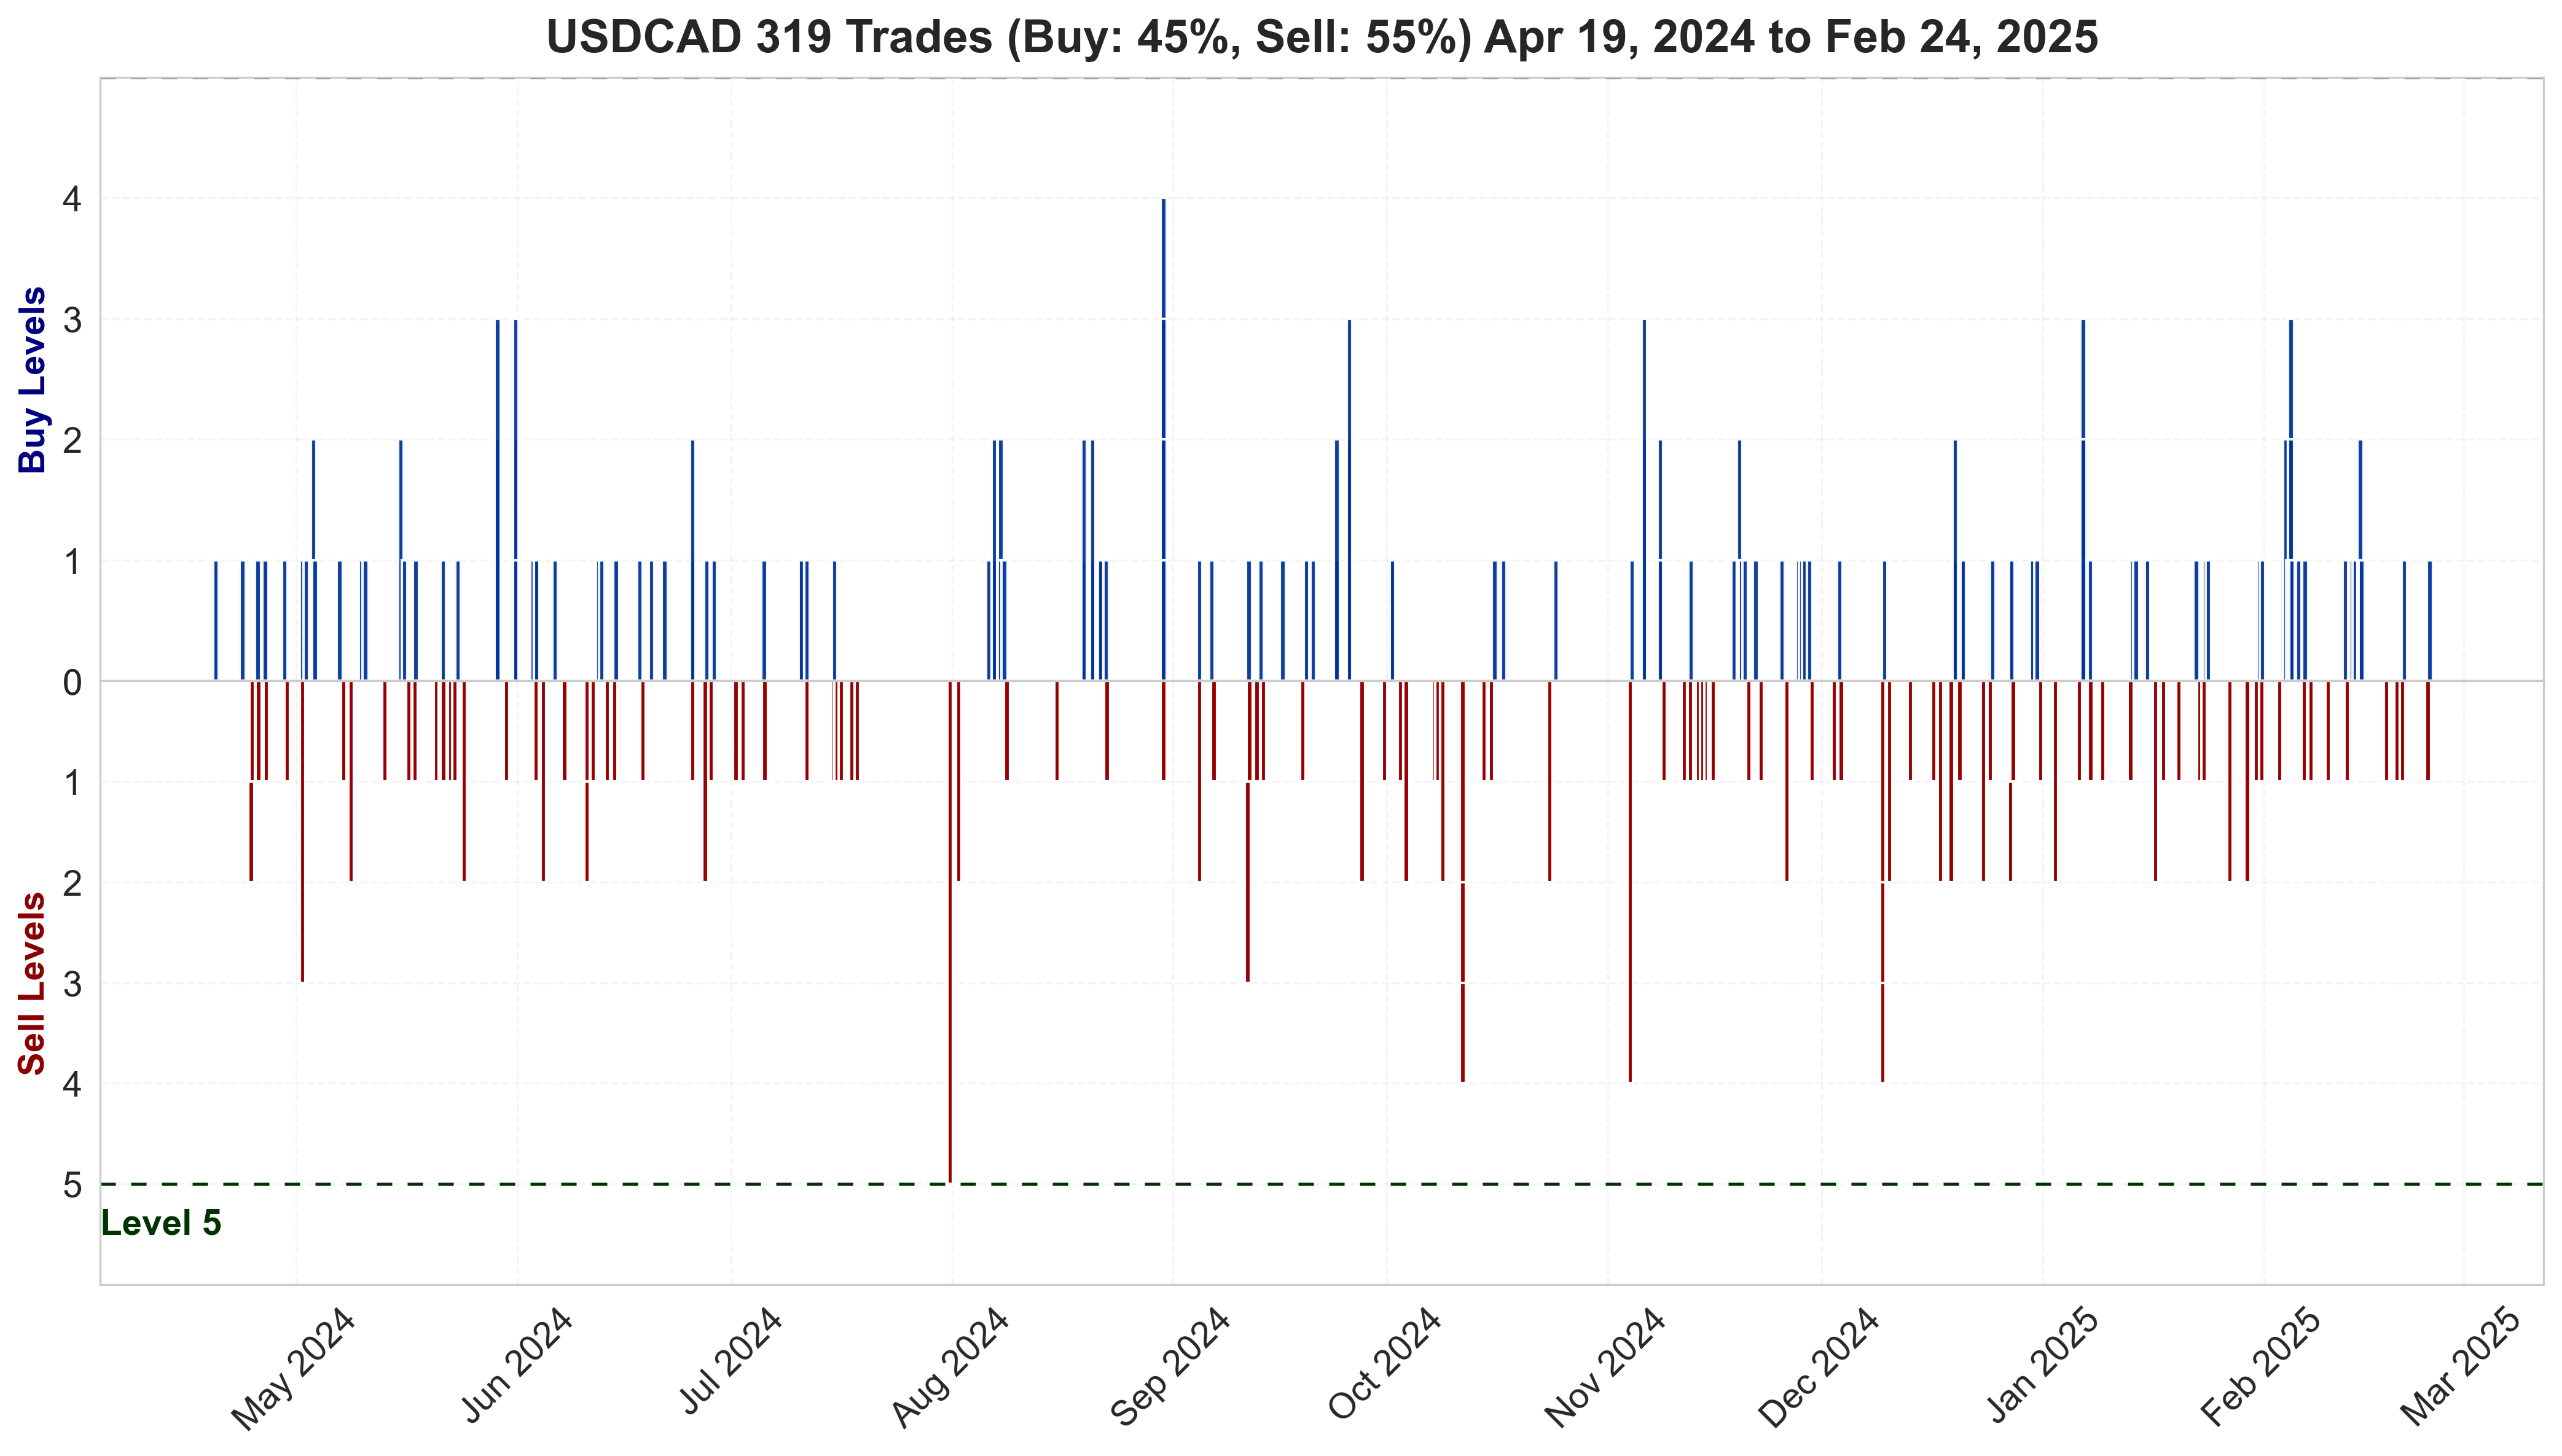 USDCAD 319 Trades (Buy: 45%, Sell: 55%) Apr 19, 2024 to Feb 24, 2025
Buy Levels
4
3
2
1
0
1
2
3
4
5
Sell Levels
Level 5
May 2024
Jun 2024
Jul 2024
Aug 2024
Sep 2024
Oct 2024
Nov 2024
Dec 2024
Jan 2025
Feb 2025
Mar 2025